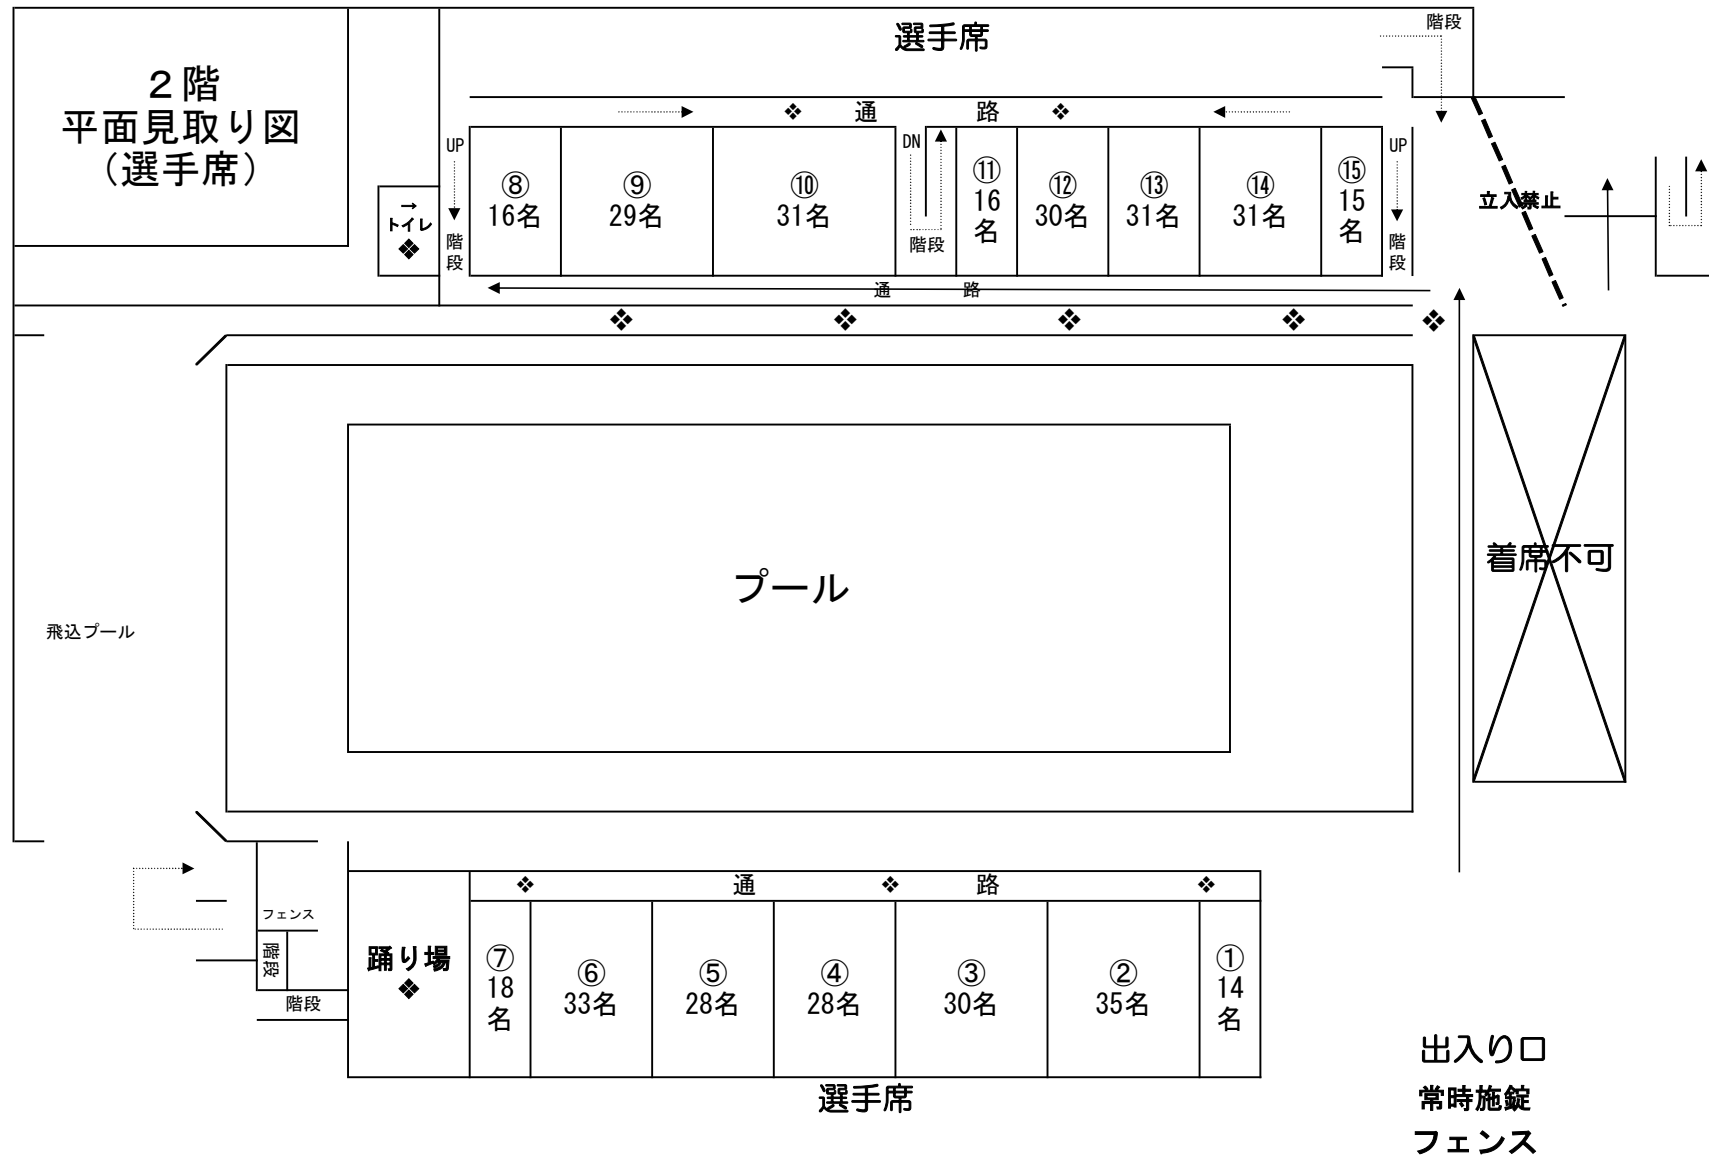 ２階
平面見取り図
（選手席）
選手席
階段
通　　路
UP
DN
UP
⑧
16名
⑨
29名
⑩
31名
⑪
16
名
⑫
30名
⑬
31名
⑭
31名
⑮
15
名
→
トイレ
階
段
階段
階
段
立入禁止
通　　路
プール
着席不可
飛込プール
通　　路
フェンス
階段
階段
踊り場
⑦
18
名
⑥
33名
⑤
28名
④
28名
③
30名
②
35名
①
14
名
選手席
出入り口
常時施錠
フェンス